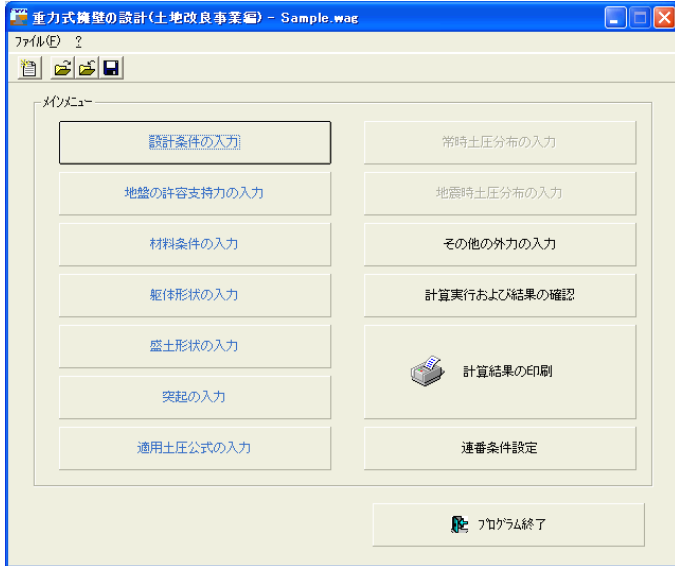 重力式擁壁の設計(土地改良事業編) - Sample.wag
ファイル(F) ?
メインメニュー
設計条件の入力
地盤の許容支持力の入力
材料条件の入力
躯体形状の入力
盛土形状の入力
突起の入力
適用土圧公式の入力
常時土圧分布の入力
地震時土圧分布の入力
その他の外力の入力
計算実行および結果の確認
計算結果の印刷
連番条件設定
プログラム終了